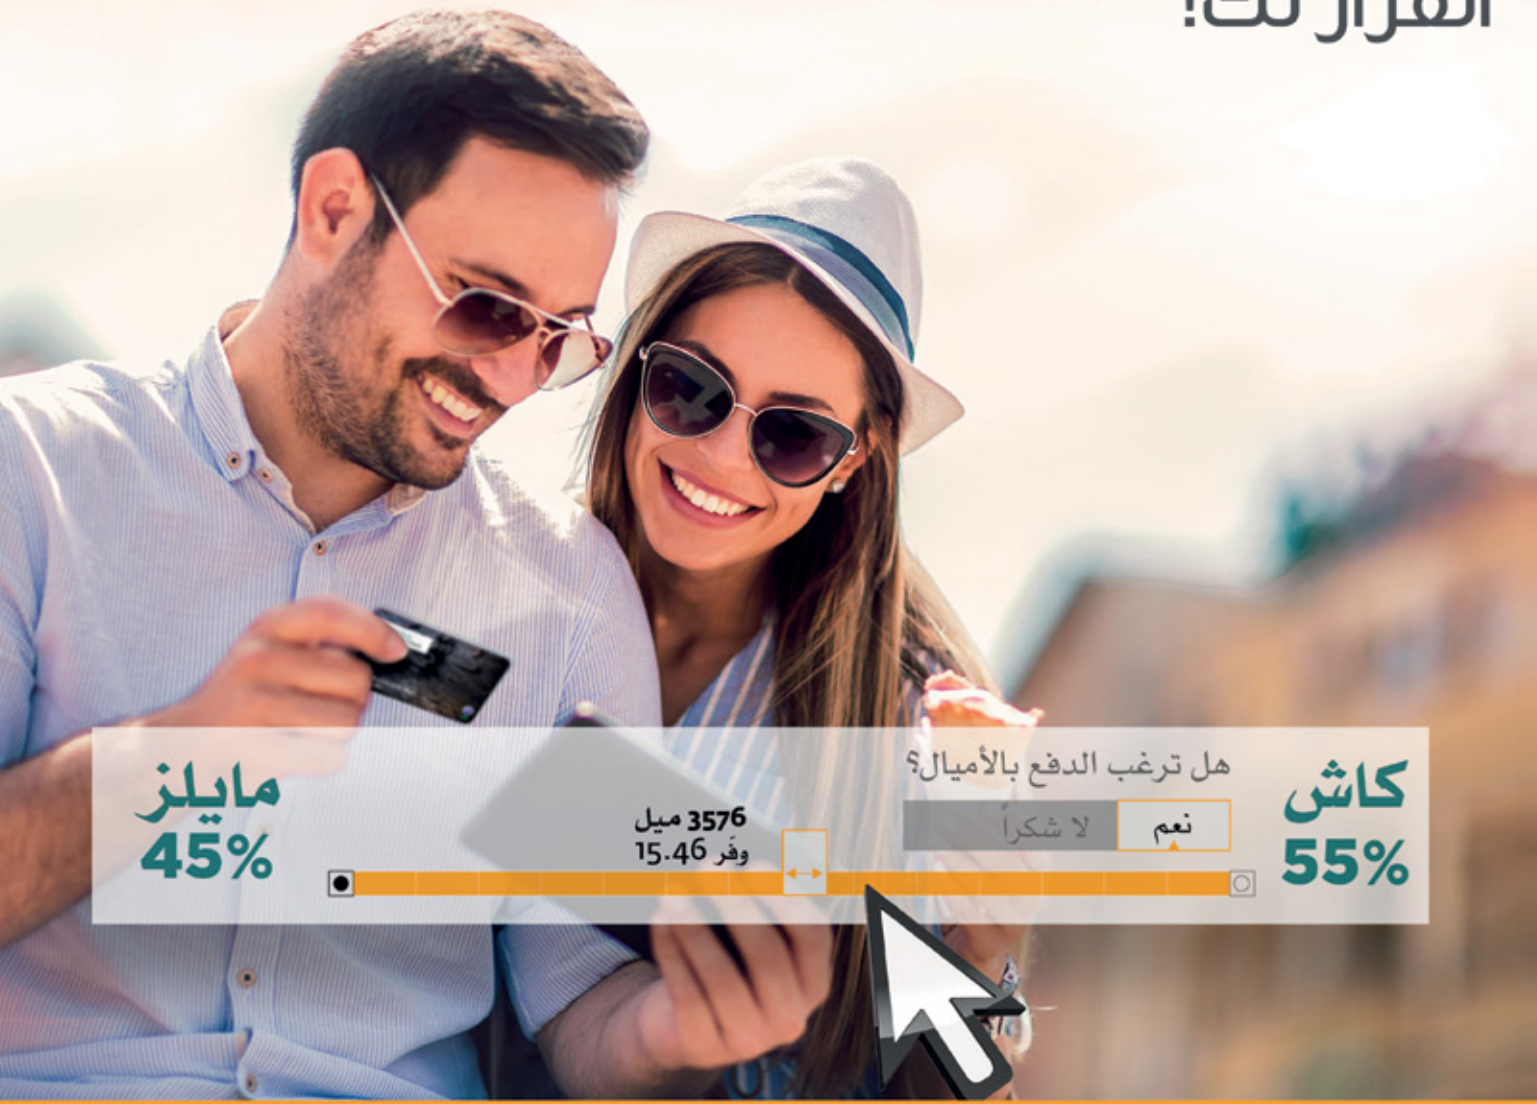 القرار لك!
هل ترغب الدفع بالأميال؟
نعم
لا شكراً
كاش
55%
3576 ميل
وفّر 15.46
مايلز
45%